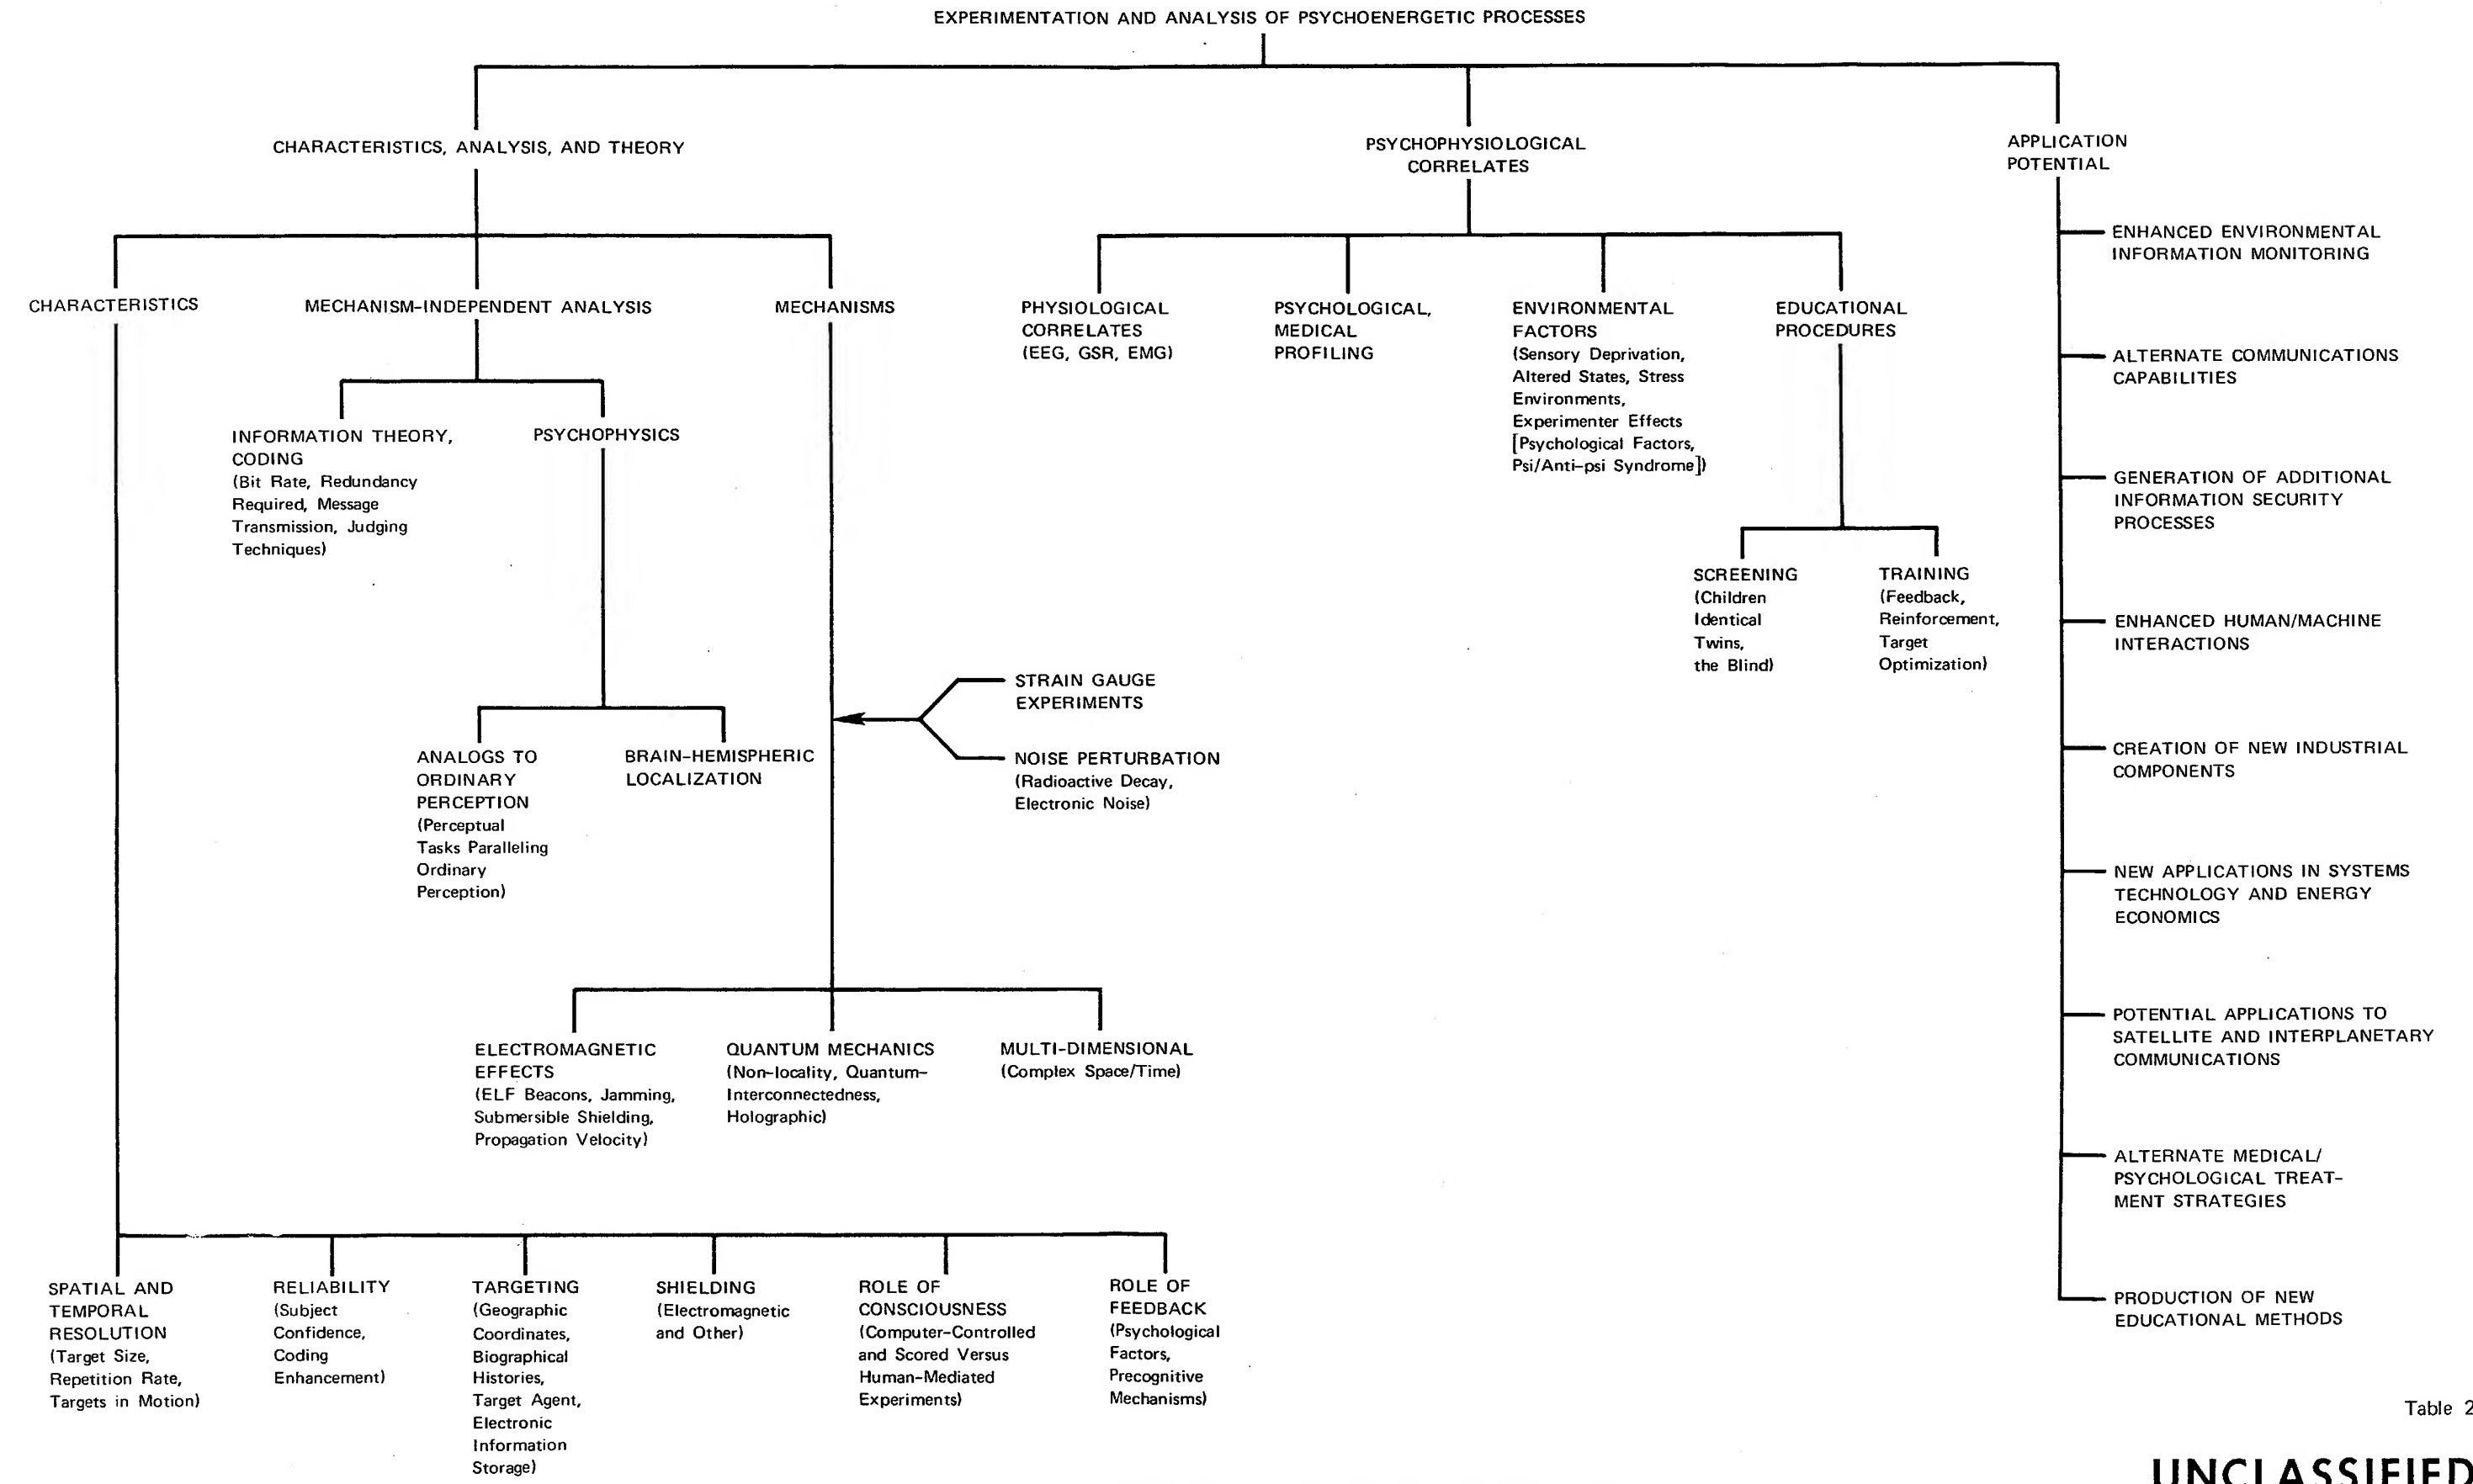 EXPERIMENTATION AND ANALYSIS OF PSYCHOENERGETIC PROCESSES
CHARACTERISTICS, ANALYSIS, AND THEORY
PSYCHOPHYSIOLOGICAL
CORRELATES
APPLICATION
POTENTIAL
CHARACTERISTICS
MECHANISM-INDEPENDENT ANALYSIS
MECHANISMS
PHYSIOLOGICAL
CORRELATES
(EEG, GSR, EMG)
PSYCHOLOGICAL,
MEDICAL
PROFILING
ENVIRONMENTAL
FACTORS
(Sensory Deprivation,
Altered States, Stress
Environments,
Experimenter Effects
[Psychological Factors,
Psi/Anti-psi Syndrome])
EDUCATIONAL
PROCEDURES
INFORMATION THEORY,
CODING
(Bit Rate, Redundancy
Required, Message
Transmission, Judging
Techniques)
PSYCHOPHYSICS
SCREENING
(Children
Identical
Twins,
the Blind)
TRAINING
(Feedback,
Reinforcement,
Target
Optimization)
STRAIN GAUGE
EXPERIMENTS
NOISE PERTURBATION
(Radioactive Decay,
Electronic Noise)
ANALOGS TO
ORDINARY
PERCEPTION
(Perceptual
Tasks Paralleling
Ordinary
Perception)
BRAIN-HEMISPHERIC
LOCALIZATION
ELECTROMAGNETIC
EFFECTS
(ELF Beacons, Jamming,
Submersible Shielding,
Propagation Velocity)
QUANTUM MECHANICS
(Non-locality, Quantum-
Interconnectedness,
Holographic)
MULTI-DIMENSIONAL
(Complex Space/Time)
SPATIAL AND
TEMPORAL
RESOLUTION
(Target Size,
Repetition Rate,
Targets in Motion)
RELIABILITY
(Subject
Confidence,
Coding
Enhancement)
TARGETING
(Geographic
Coordinates,
Biographical
Histories,
Target Agent,
Electronic
Information
Storage)
SHIELDING
(Electromagnetic
and Other)
ROLE OF
CONSCIOUSNESS
(Computer-Controlled
and Scored Versus
Human-Mediated
Experiments)
ROLE OF
FEEDBACK
(Psychological
Factors,
Precognitive
Mechanisms)
ENHANCED ENVIRONMENTAL
INFORMATION MONITORING
ALTERNATE COMMUNICATIONS
CAPABILITIES
GENERATION OF ADDITIONAL
INFORMATION SECURITY
PROCESSES
ENHANCED HUMAN/MACHINE
INTERACTIONS
CREATION OF NEW INDUSTRIAL
COMPONENTS
NEW APPLICATIONS IN SYSTEMS
TECHNOLOGY AND ENERGY
ECONOMICS
POTENTIAL APPLICATIONS TO
SATELLITE AND INTERPLANETARY
COMMUNICATIONS
ALTERNATE MEDICAL/
PSYCHOLOGICAL TREAT-
MENT STRATEGIES
PRODUCTION OF NEW
EDUCATIONAL METHODS
Table 2
UNCLASSIFIED